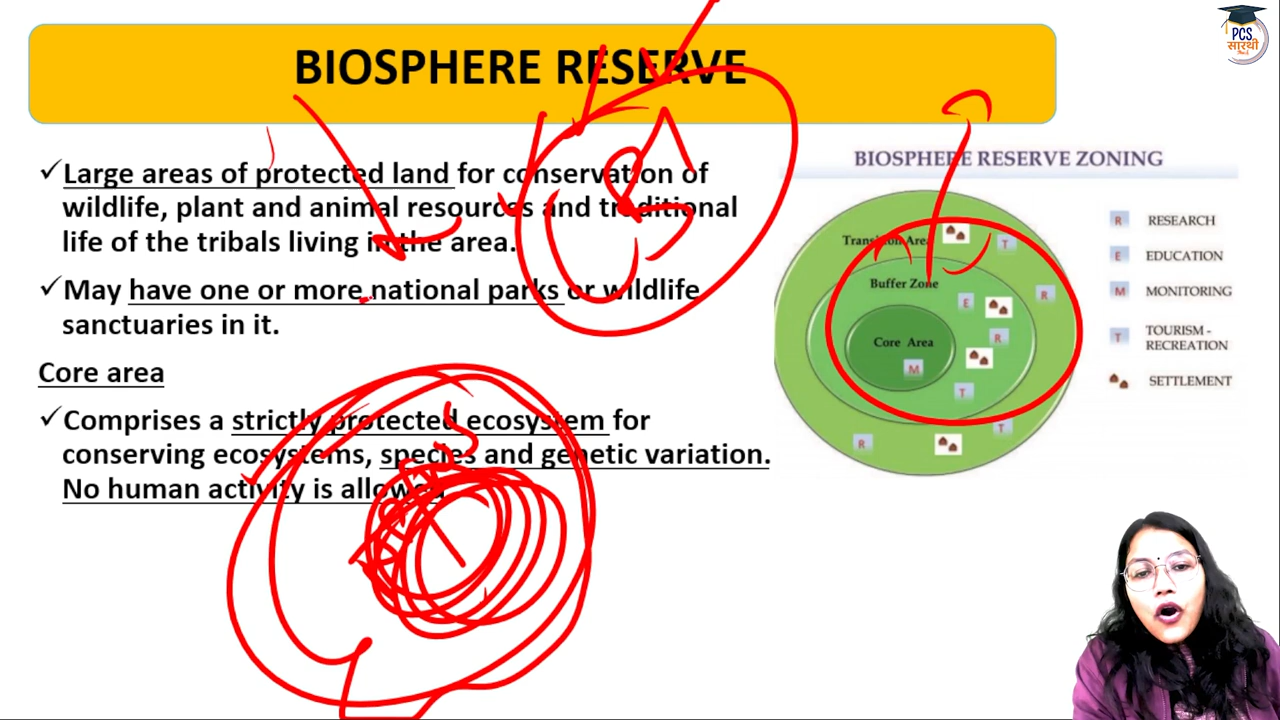 BIOSPHERE RESERVE
PCS
सारथी
✓Large areas of protected land for conservation of
wildlife, plant and animal resources and traditional
life of the tribals living in the area.
✓May have one or more national parks or wildlife
sanctuaries in it.
Core area
✓Comprises a strictly protected ecosystem for
conserving ecosystems, species and genetic variation.
No human activity is allowed
BIOSPHERE RESERVE ZONING
Transition Area
T
Buffer Zone
E
R
R
Core Area
M
T
T
R
R RESEARCH
E EDUCATION
M MONITORING
T TOURISM -
RECREATION
SETTLEMENT